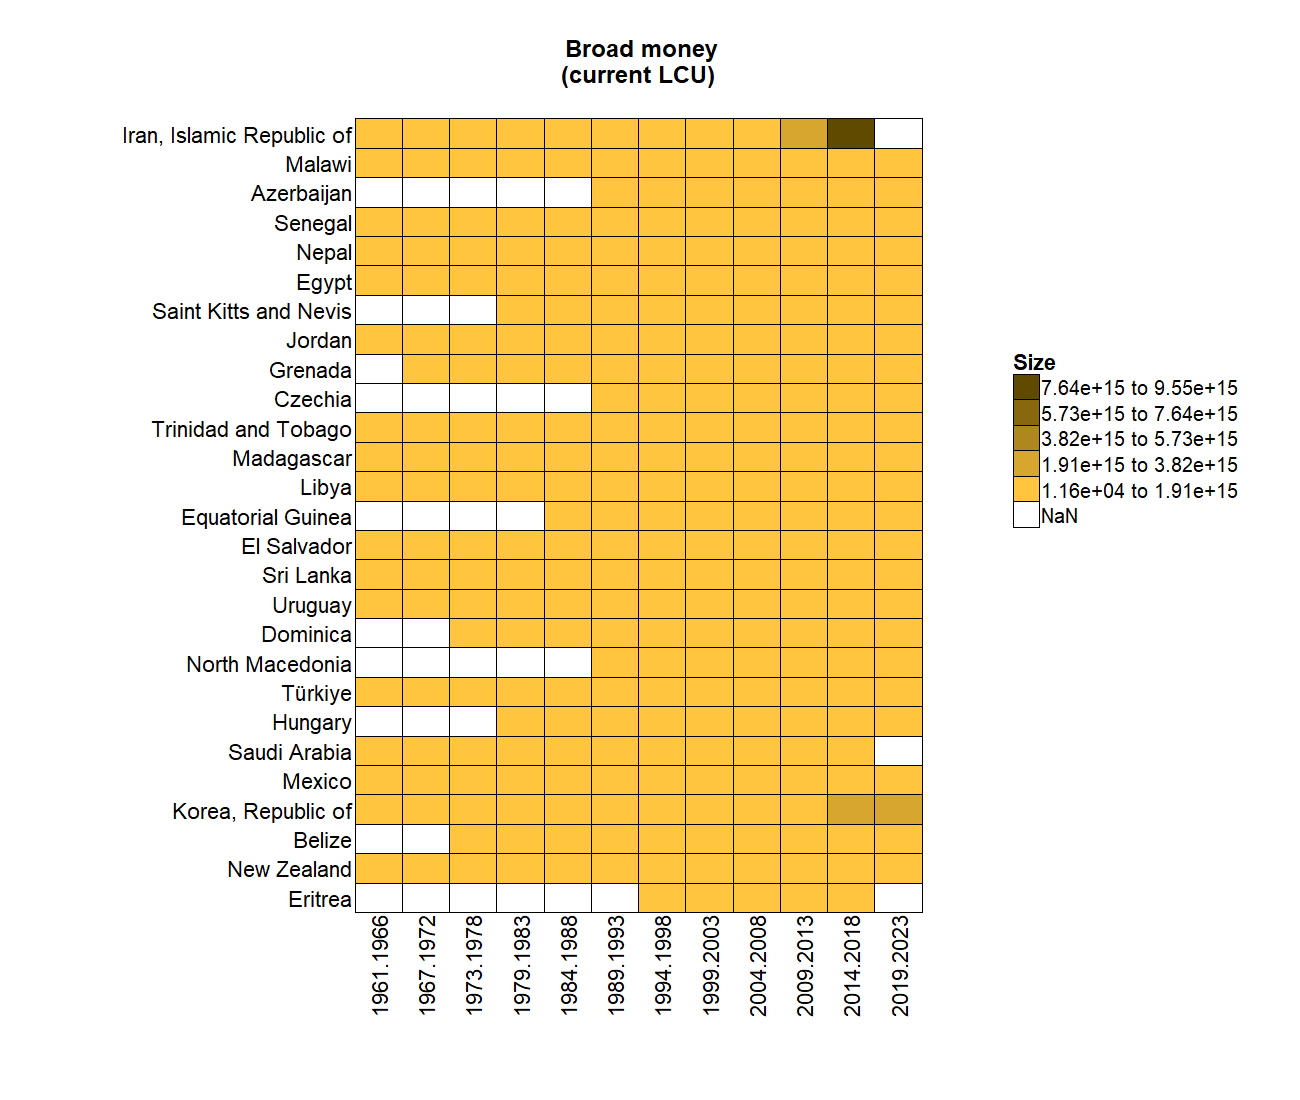 Broad money
(current LCU)
Iran, Islamic Republic of
Malawi
Azerbaijan
Senegal
Nepal
Egypt
Saint Kitts and Nevis
Jordan
Grenada
Czechia
Trinidad and Tobago
Madagascar
Libya
Equatorial Guinea
El Salvador
Sri Lanka
Uruguay
Dominica
North Macedonia
Türkiye
Hungary
Saudi Arabia
Mexico
Korea, Republic of
Belize
New Zealand
Eritrea
1961.1966
1967.1972
1973.1978
1979.1983
1984.1988
1989.1993
1994.1998
1999.2003
2004.2008
2009.2013
2014.2018
2019.2023
Size
7.64e+15 to 9.55e+15
5.73e+15 to 7.64e+15
3.82e+15 to 5.73e+15
1.91e+15 to 3.82e+15
1.16e+04 to 1.91e+15
NaN